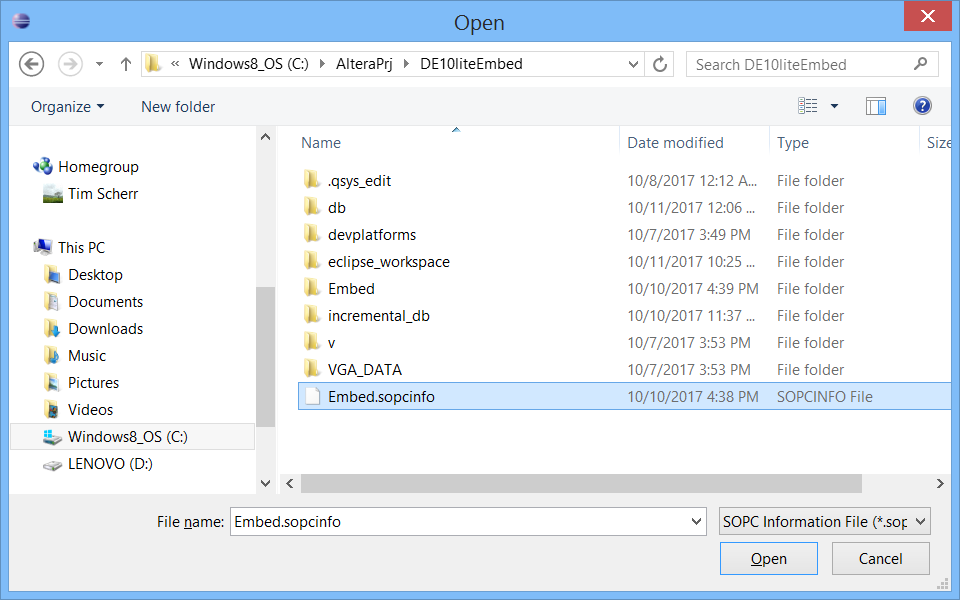 Open
« Windows8_OS (C:) AlteraPrj DE10liteEmbed Search DE10liteEmbed
Organize New folder
Name Date modified Type Size
Homegroup
Tim Scherr
This PC
Desktop
Documents
Downloads
Music
Pictures
Videos
Windows8_OS (C:)
LENOVO (D:)
.qsys_edit 10/8/2017 12:12 A... File folder
db 10/11/2017 12:06 ... File folder
devplatforms 10/7/2017 3:49 PM File folder
eclipse_workspace 10/11/2017 10:25 ... File folder
Embed 10/10/2017 4:39 PM File folder
incremental_db 10/10/2017 11:37 ... File folder
v 10/7/2017 3:53 PM File folder
VGA_DATA 10/7/2017 3:53 PM File folder
Embed.sopcinfo 10/10/2017 4:38 PM SOPCINFO File
File name: Embed.sopcinfo SOPC Information File (*.sop
Open Cancel